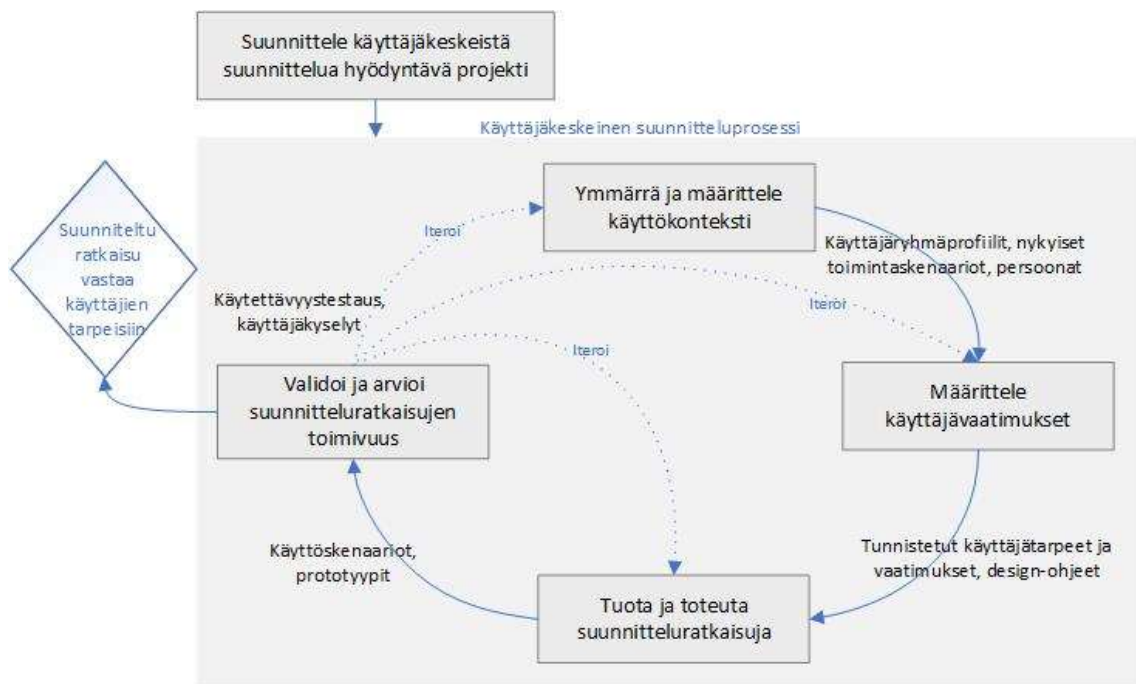 Suunnittele käyttäjäkeskeistä
suunnittelua hyödyntävä projekti
Käyttäjäkeskeinen suunnitteluprosessi
Ymmärrä ja määrittele
käyttökonteksti
Iteroi
Käyttäjäryhmäprofiilit, nykyiset
toimintaskenaariot, persoonat
Suunniteltu
ratkaisu
vastaa
käyttäjien
tarpeisiin
Käytettävyystestaus,
käyttäjäkyselyt
Iteroi
Iteroi
Validoi ja arvioi
suunnitteluratkaisujen
toimivuus
Määrittele
käyttäjävaatimukset
Käyttöskenaariot,
prototyypit
Tunnistetut käyttäjätarpeet ja
vaatimukset, design-ohjeet
Tuota ja toteuta
suunnitteluratkaisuja